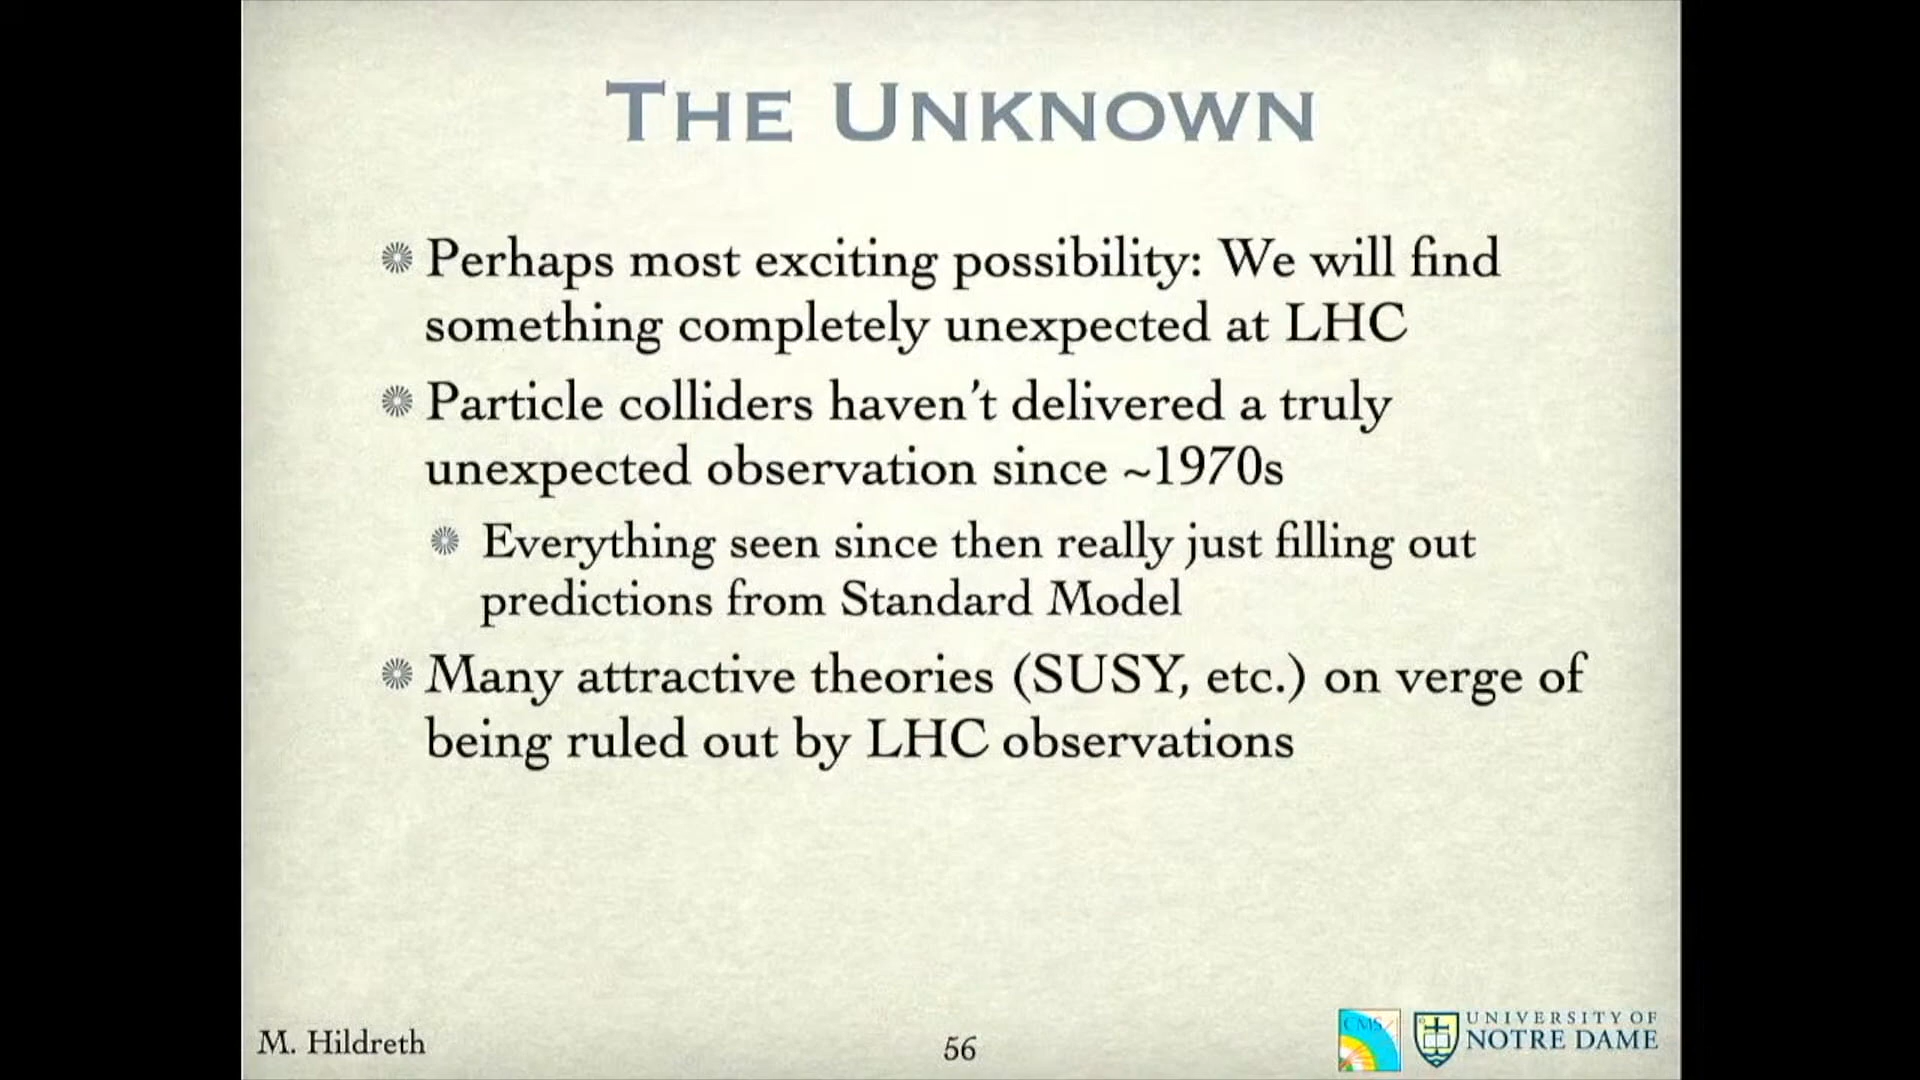 The Unknown
Perhaps most exciting possibility: We will find
something completely unexpected at LHC
Particle colliders haven't delivered a truly
unexpected observation since ~1970s
Everything seen since then really just filling out
predictions from Standard Model
Many attractive theories (SUSY, etc.) on verge of
being ruled out by LHC observations
M. Hildreth
56
CMS
UNIVERSITY OF
NOTRE DAME